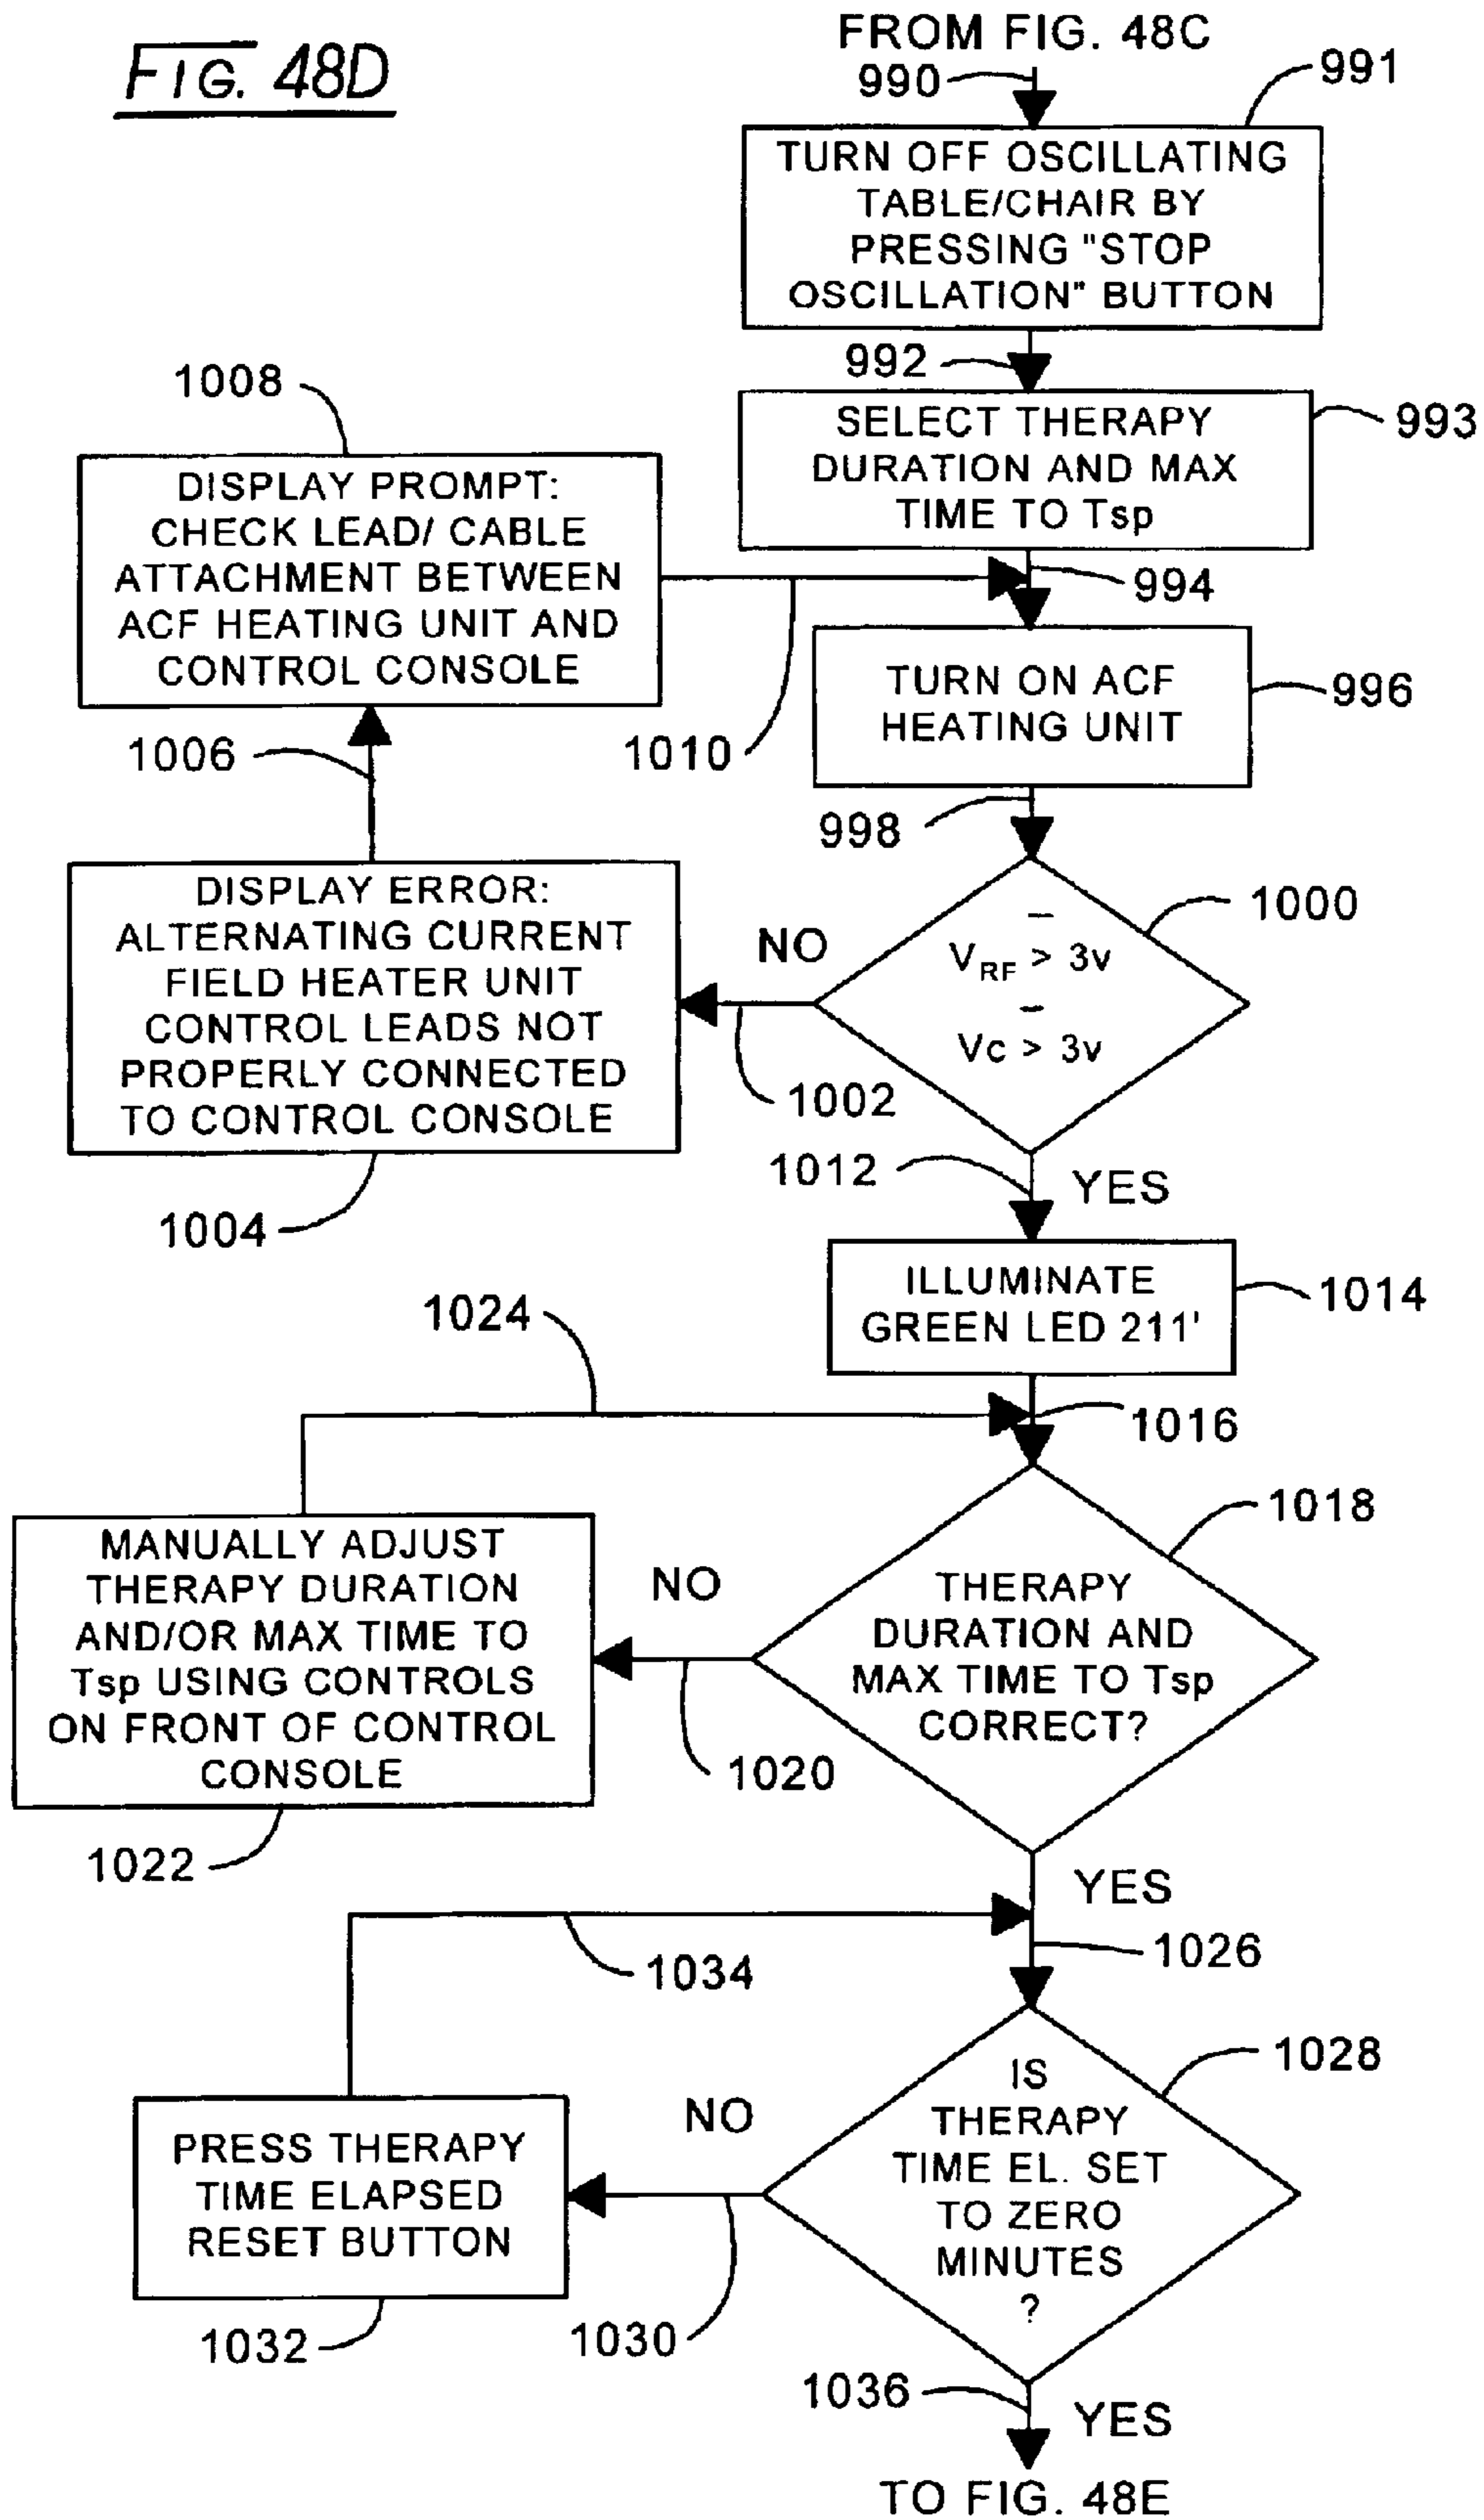 FIG. 48D
FROM FIG. 48C
990
991
TURN OFF OSCILLATING
TABLE/CHAIR BY
PRESSING "STOP
OSCILLATION" BUTTON
992
993
SELECT THERAPY
DURATION AND MAX
TIME TO Tsp
1008
DISPLAY PROMPT:
CHECK LEAD/ CABLE
ATTACHMENT BETWEEN
ACF HEATING UNIT AND
CONTROL CONSOLE
994
1010
TURN ON ACF
HEATING UNIT
996
1006
998
1000
V̅RF > 3v
V̅c > 3v
NO
1002
DISPLAY ERROR:
ALTERNATING CURRENT
FIELD HEATER UNIT
CONTROL LEADS NOT
PROPERLY CONNECTED
TO CONTROL CONSOLE
1004
1012
YES
ILLUMINATE
GREEN LED 211'
1014
1024
1016
1018
THERAPY
DURATION AND
MAX TIME TO Tsp
CORRECT?
NO
1020
MANUALLY ADJUST
THERAPY DURATION
AND/OR MAX TIME TO
Tsp USING CONTROLS
ON FRONT OF CONTROL
CONSOLE
1022
YES
1034
1026
1028
IS
THERAPY
TIME EL. SET
TO ZERO
MINUTES
?
NO
1030
PRESS THERAPY
TIME ELAPSED
RESET BUTTON
1032
1036
YES
TO FIG. 48E